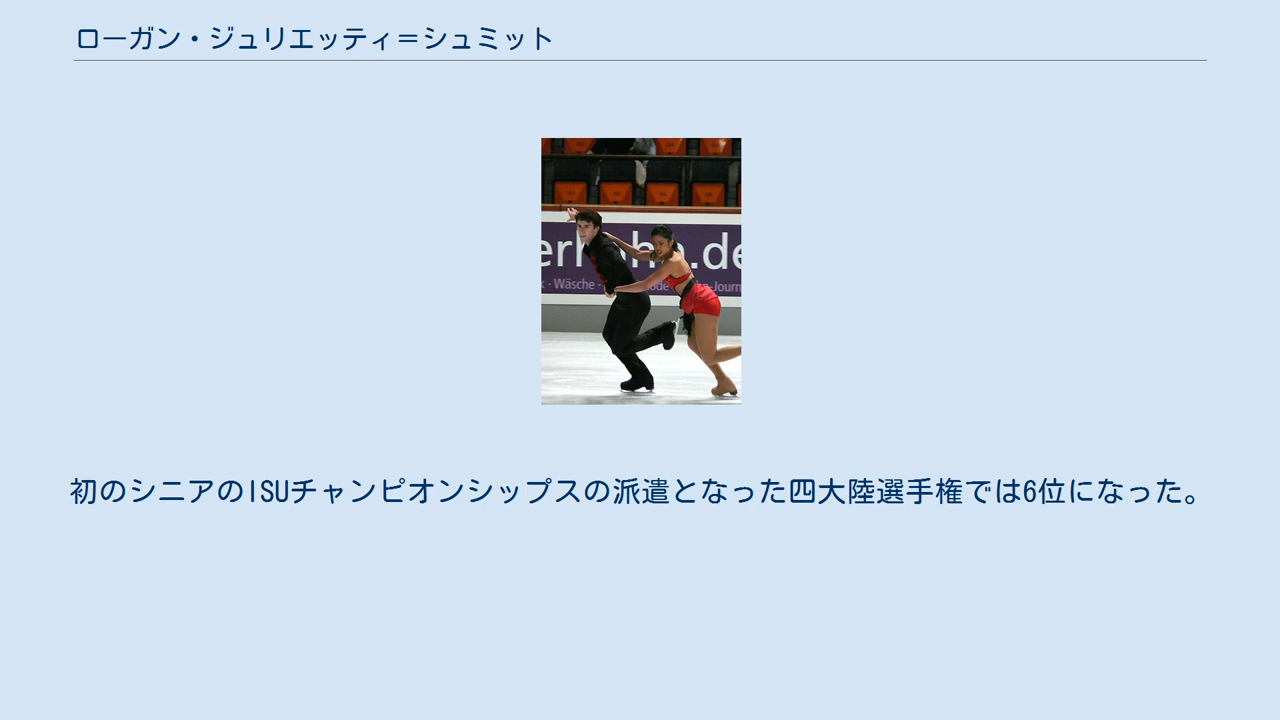 ローガン・ジュリエッティ＝シュミット
.de
· Wäsche ·
初のシニアのISUチャンピオンシップスの派遣となった四大陸選手権では6位になった。